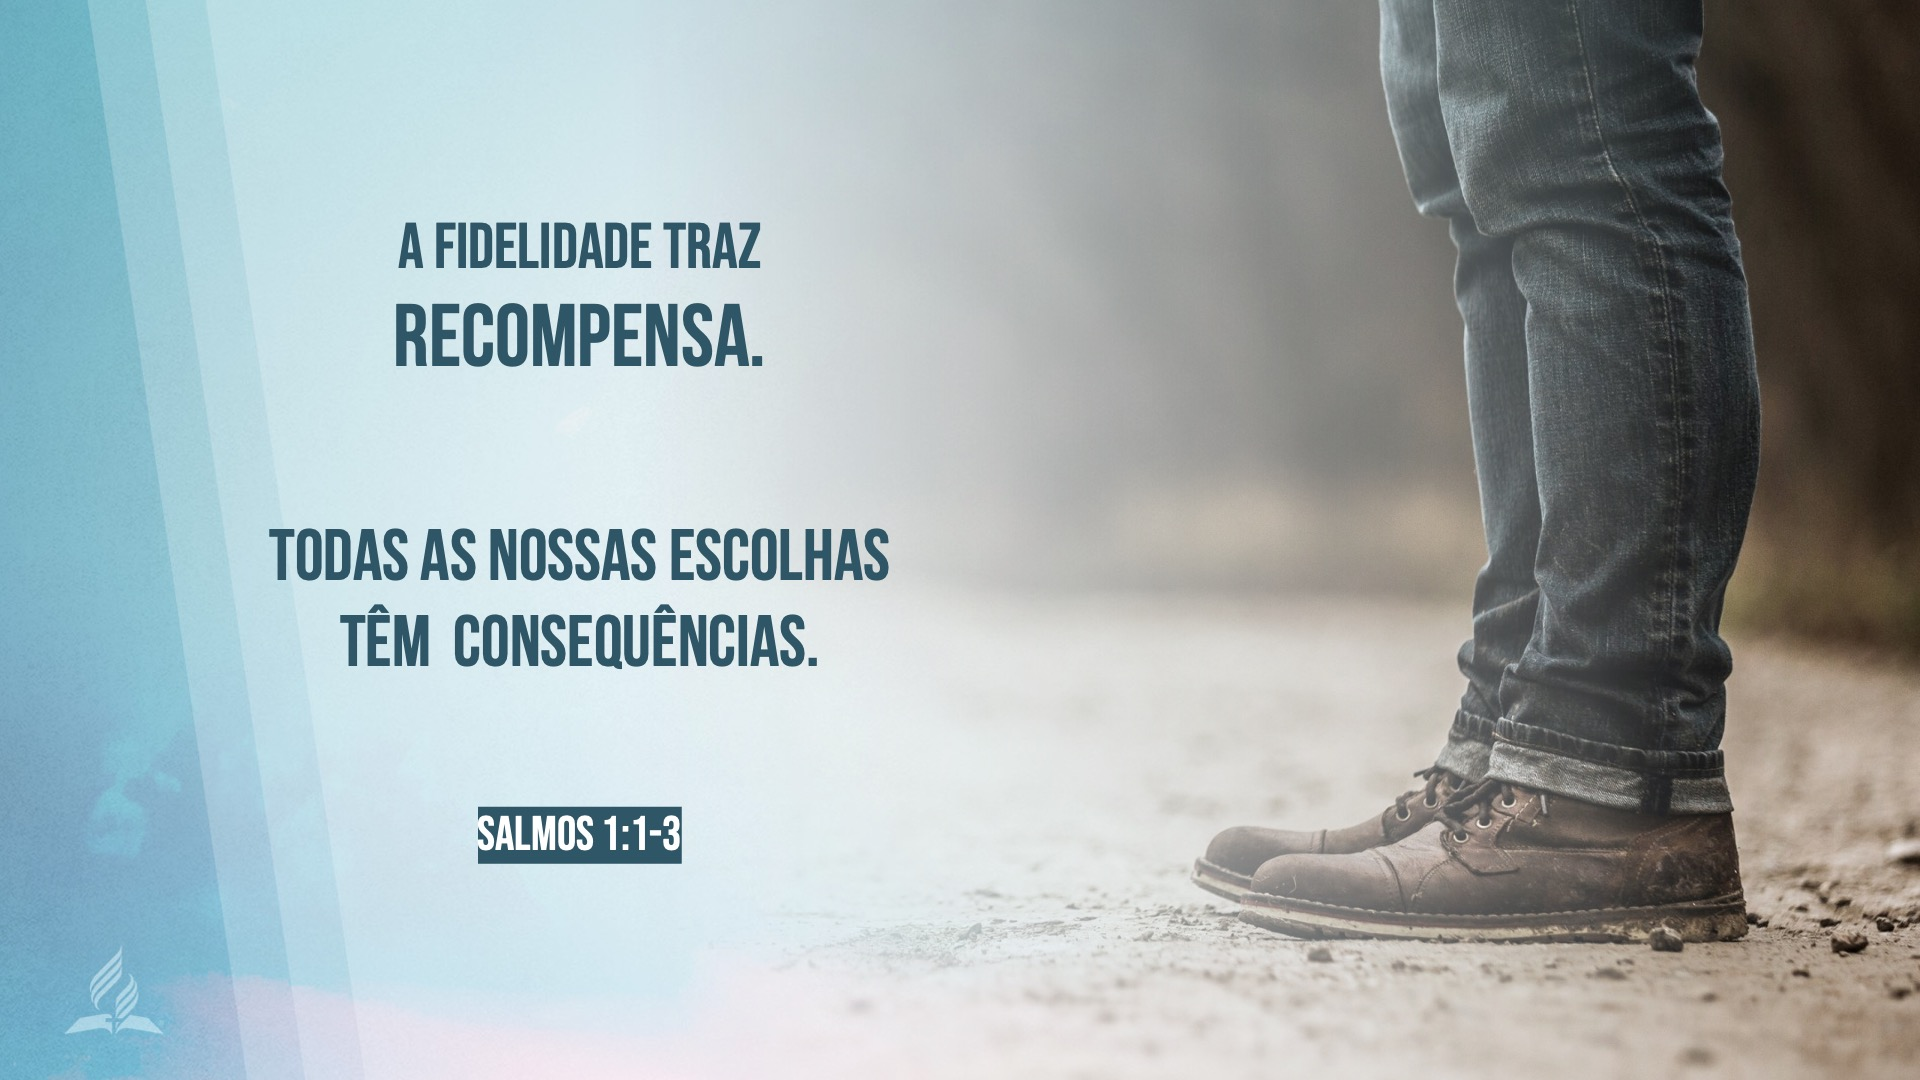 A FIDELIDADE TRAZ
RECOMPENSA.
TODAS AS NOSSAS ESCOLHAS
TÊM CONSEQUÊNCIAS.
SALMOS 1:1-3